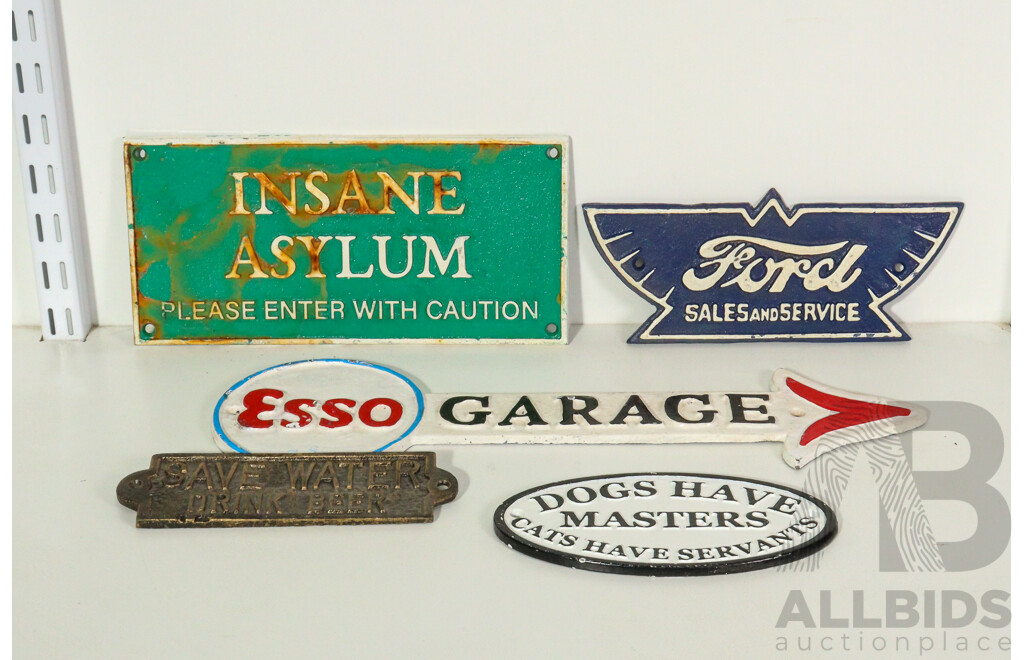 INSANE
ASYLUM
PLEASE ENTER WITH CAUTION
Ford
SALES AND SERVICE
Esso GARAGE
SAVE WATER
DRINK BEER
DOGS HAVE
MASTERS
CATS HAVE SERVANTS
AB
ALLBIDS
auctionplace